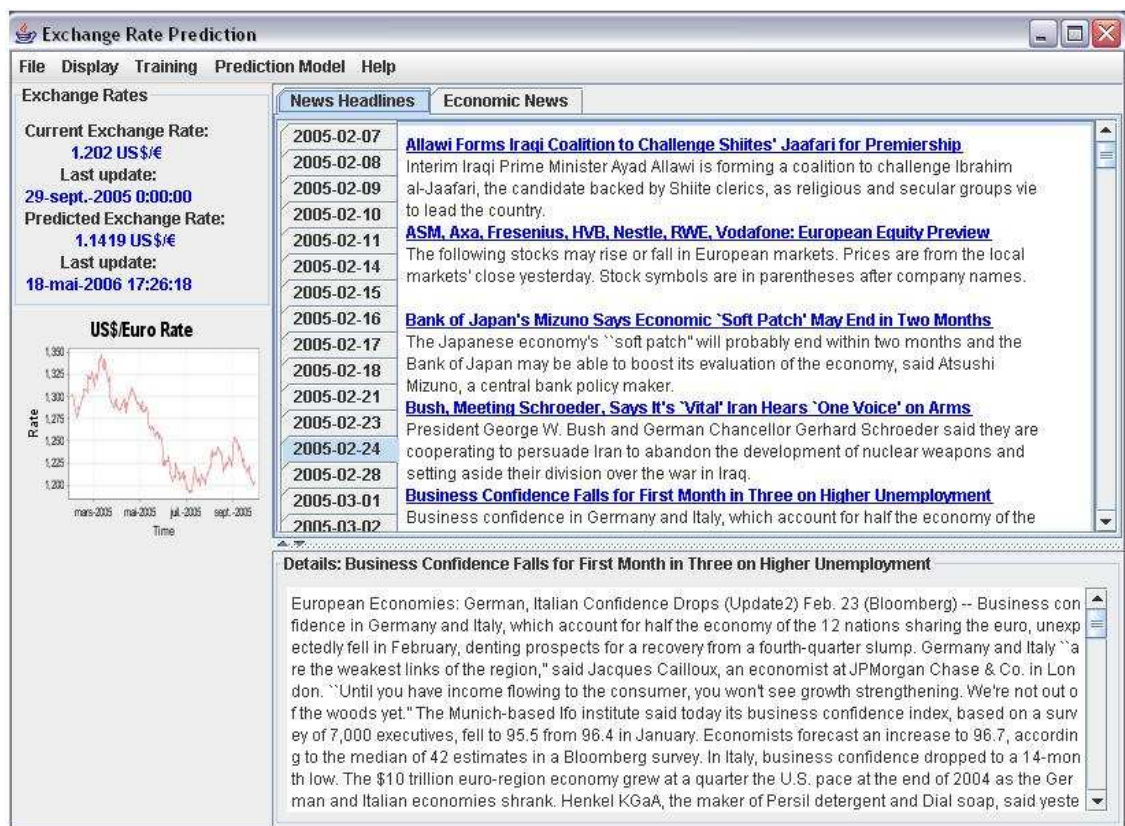 Exchange Rate Prediction
File Display Training Prediction Model Help
Exchange Rates
Current Exchange Rate:
1.202 US$/€
Last update:
29-sept.-2005 0:00:00
Predicted Exchange Rate:
1.1419 US$/€
Last update:
18-mai-2006 17:26:18
US$/Euro Rate
1,350
1,325
1,300
1,275
1,250
1,225
1,200
Rate
mars-2005 mai-2005 juil.-2005 sept.-2005
Time
News Headlines Economic News
2005-02-07
2005-02-08
2005-02-09
2005-02-10
2005-02-11
2005-02-14
2005-02-15
2005-02-16
2005-02-17
2005-02-18
2005-02-21
2005-02-23
2005-02-24
2005-02-28
2005-03-01
2005-03-02
Allawi Forms Iraqi Coalition to Challenge Shiites' Jaafari for Premiership
Interim Iraqi Prime Minister Ayad Allawi is forming a coalition to challenge Ibrahim
al-Jaafari, the candidate backed by Shiite clerics, as religious and secular groups vie
to lead the country.
ASM, Axa, Fresenius, HVB, Nestle, RWE, Vodafone: European Equity Preview
The following stocks may rise or fall in European markets. Prices are from the local
markets' close yesterday. Stock symbols are in parentheses after company names.
Bank of Japan's Mizuno Says Economic `Soft Patch' May End in Two Months
The Japanese economy's ``soft patch'' will probably end within two months and the
Bank of Japan may be able to boost its evaluation of the economy, said Atsushi
Mizuno, a central bank policy maker.
Bush, Meeting Schroeder, Says It's `Vital' Iran Hears `One Voice' on Arms
President George W. Bush and German Chancellor Gerhard Schroeder said they are
cooperating to persuade Iran to abandon the development of nuclear weapons and
setting aside their division over the war in Iraq.
Business Confidence Falls for First Month in Three on Higher Unemployment
Business confidence in Germany and Italy, which account for half the economy of the
Details: Business Confidence Falls for First Month in Three on Higher Unemployment
European Economies: German, Italian Confidence Drops (Update2) Feb. 23 (Bloomberg) -- Business con
fidence in Germany and Italy, which account for half the economy of the 12 nations sharing the euro, unexp
ectedly fell in February, denting prospects for a recovery from a fourth-quarter slump. Germany and Italy ``a
re the weakest links of the region,'' said Jacques Cailloux, an economist at JPMorgan Chase & Co. in Lon
don. ``Until you have income flowing to the consumer, you won't see growth strengthening. We're not out o
f the woods yet.'' The Munich-based Ifo institute said today its business confidence index, based on a surv
ey of 7,000 executives, fell to 95.5 from 96.4 in January. Economists forecast an increase to 96.7, accordin
g to the median of 42 estimates in a Bloomberg survey. In Italy, business confidence dropped to a 14-mon
th low. The $10 trillion euro-region economy grew at a quarter the U.S. pace at the end of 2004 as the Ger
man and Italian economies shrank. Henkel KGaA, the maker of Persil detergent and Dial soap, said yeste